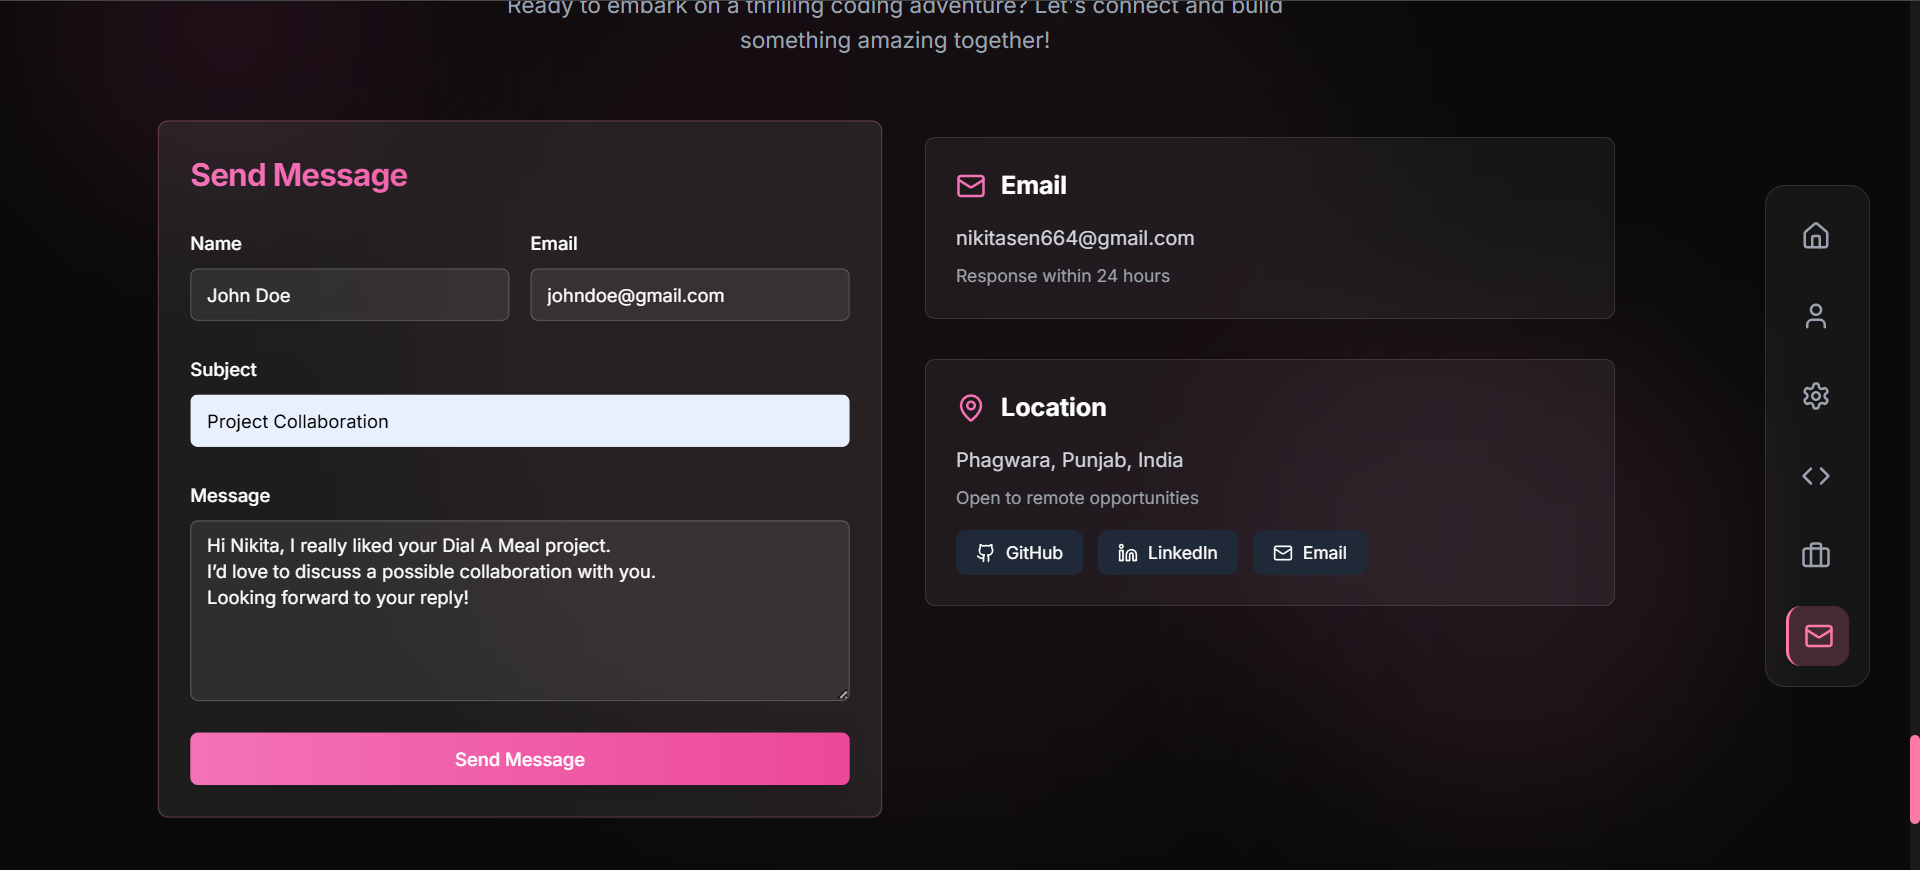 Ready to embark on a thrilling coding adventure? Let's connect and build
something amazing together!
Send Message
Name
Email
John Doe
johndoe@gmail.com
Subject
Project Collaboration
Message
Hi Nikita, I really liked your Dial A Meal project.
I’d love to discuss a possible collaboration with you.
Looking forward to your reply!
Send Message
Email
nikitasen664@gmail.com
Response within 24 hours
Location
Phagwara, Punjab, India
Open to remote opportunities
GitHub
LinkedIn
Email